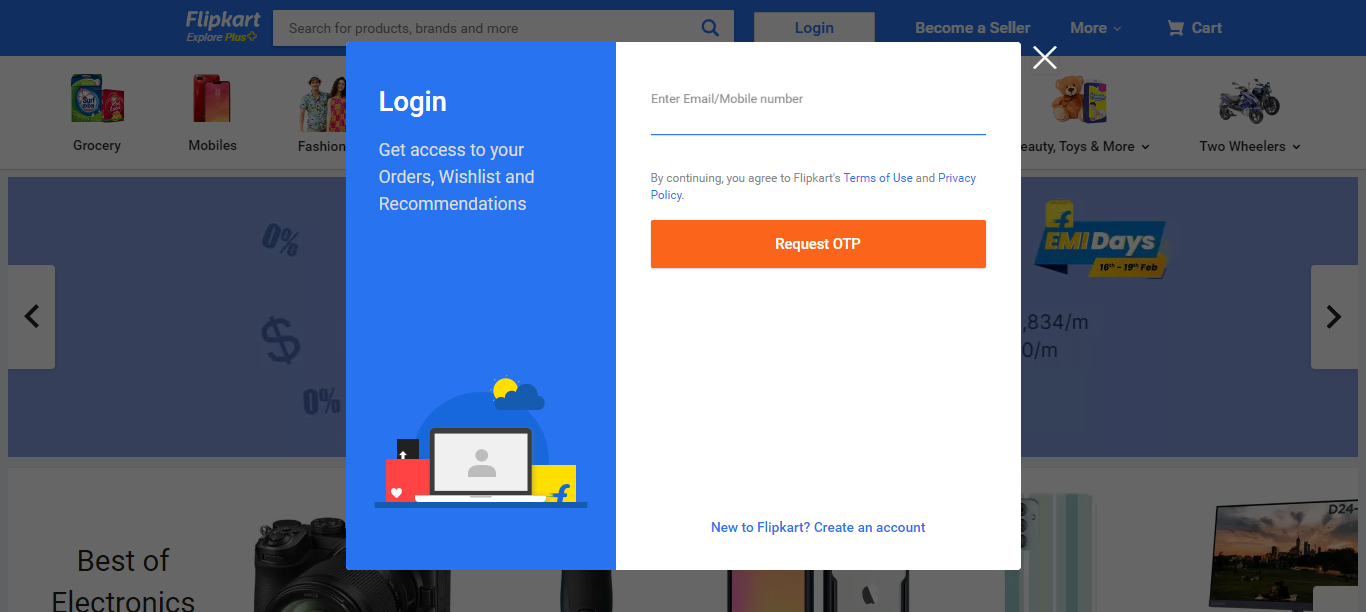 Flipkart
Explore Plus
Search for products, brands and more
Login
Become a Seller
More
Cart
Surf
excel
Grocery
Mobiles
Fashion
eauty, Toys & More
Two Wheelers
Login
Get access to your
Orders, Wishlist and
Recommendations
Enter Email/Mobile number
By continuing, you agree to Flipkart's Terms of Use and Privacy
Policy.
Request OTP
New to Flipkart? Create an account
0%
$
0%
EMI Days
16th - 19th Feb
,834/m
0/m
Best of
Electronics
D24-